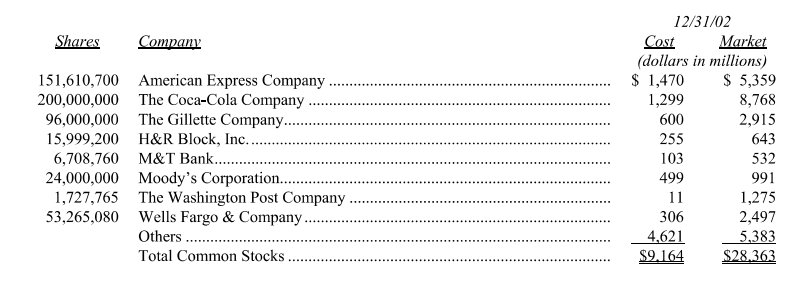 12/31/02
Shares Company Cost Market
(dollars in millions)
151,610,700 American Express Company ........................................................................ $ 1,470 $ 5,359
200,000,000 The Coca-Cola Company ............................................................................ 1,299 8,768
96,000,000 The Gillette Company.................................................................................. 600 2,915
15,999,200 H&R Block, Inc. .......................................................................................... 255 643
6,708,760 M&T Bank.................................................................................................... 103 532
24,000,000 Moody's Corporation................................................................................... 499 991
1,727,765 The Washington Post Company .................................................................. 11 1,275
53,265,080 Wells Fargo & Company.............................................................................. 306 2,497
Others ........................................................................................................... 4,621 5,383
Total Common Stocks ................................................................................. $9,164 $28,363